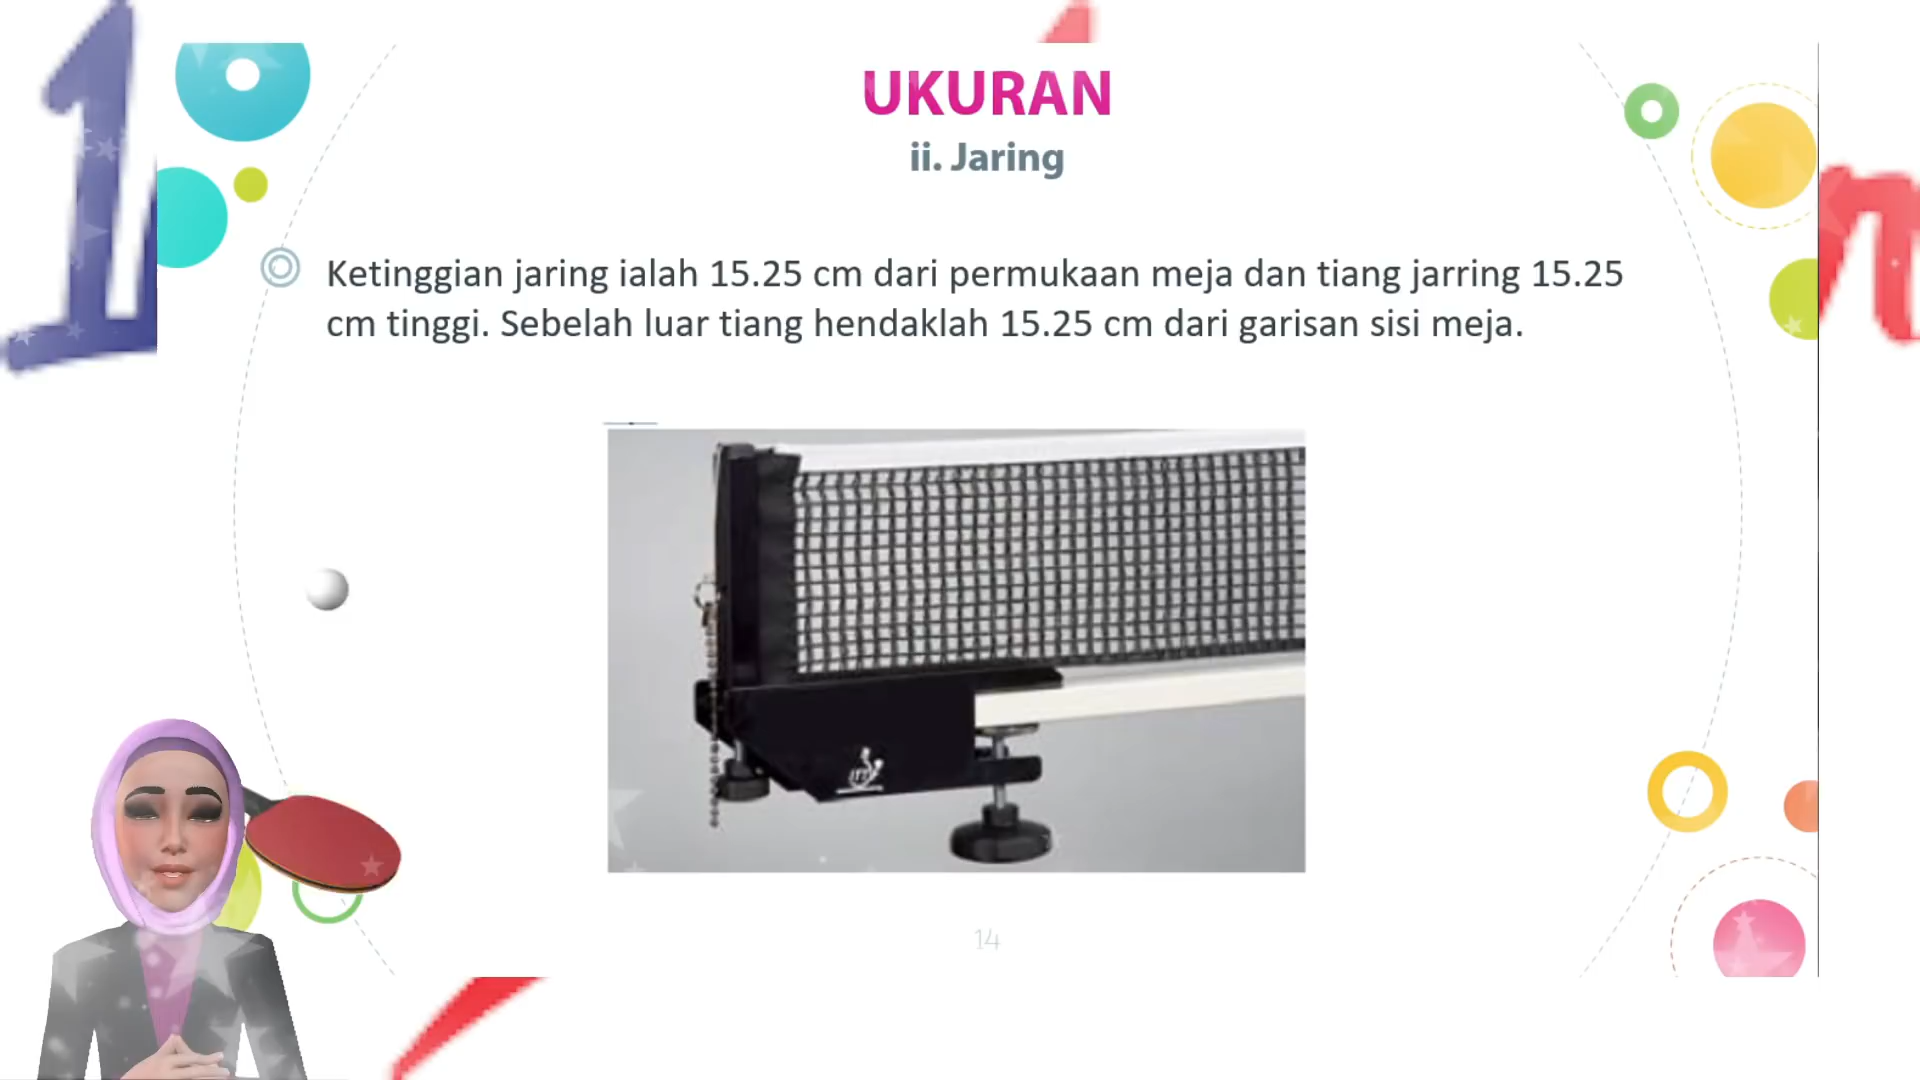 UKURAN
ii. Jaring
Ketinggian jaring ialah 15.25 cm dari permukaan meja dan tiang jarring 15.25
cm tinggi. Sebelah luar tiang hendaklah 15.25 cm dari garisan sisi meja.
14